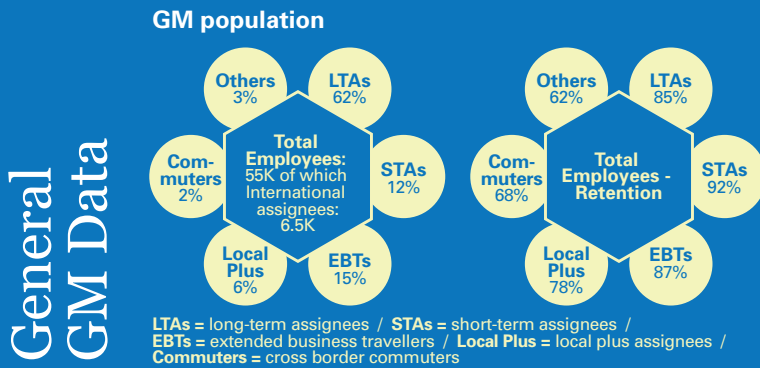 General
GM Data
GM population
Others
3%
LTAs
62%
Com-
muters
2%
Total
Employees:
55K of which
International
assignees:
6.5K
STAs
12%
Local
Plus
6%
EBTs
15%
Others
62%
LTAs
85%
Com-
muters
68%
Total
Employees -
Retention
STAs
92%
Local
Plus
78%
EBTs
87%
LTAs = long-term assignees / STAs = short-term assignees /
EBTs = extended business travellers / Local Plus = local plus assignees /
Commuters = cross border commuters